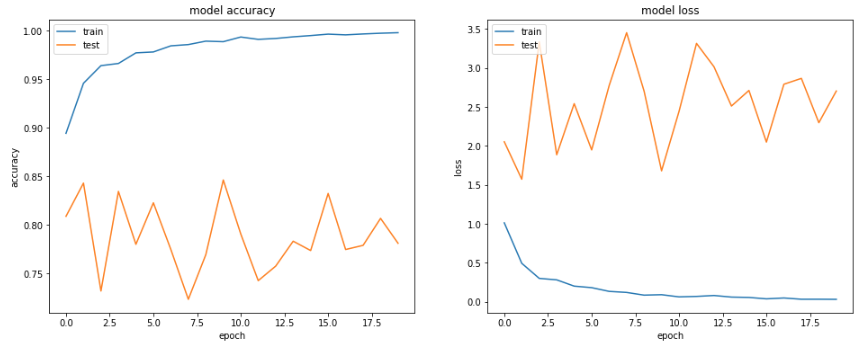 model accuracy
train
test
1.00
0.95
0.90
0.85
0.80
0.75
accuracy
0.0 2.5 5.0 7.5 10.0 12.5 15.0 17.5
epoch
model loss
train
test
3.5
3.0
2.5
2.0
1.5
1.0
0.5
0.0
loss
0.0 2.5 5.0 7.5 10.0 12.5 15.0 17.5
epoch